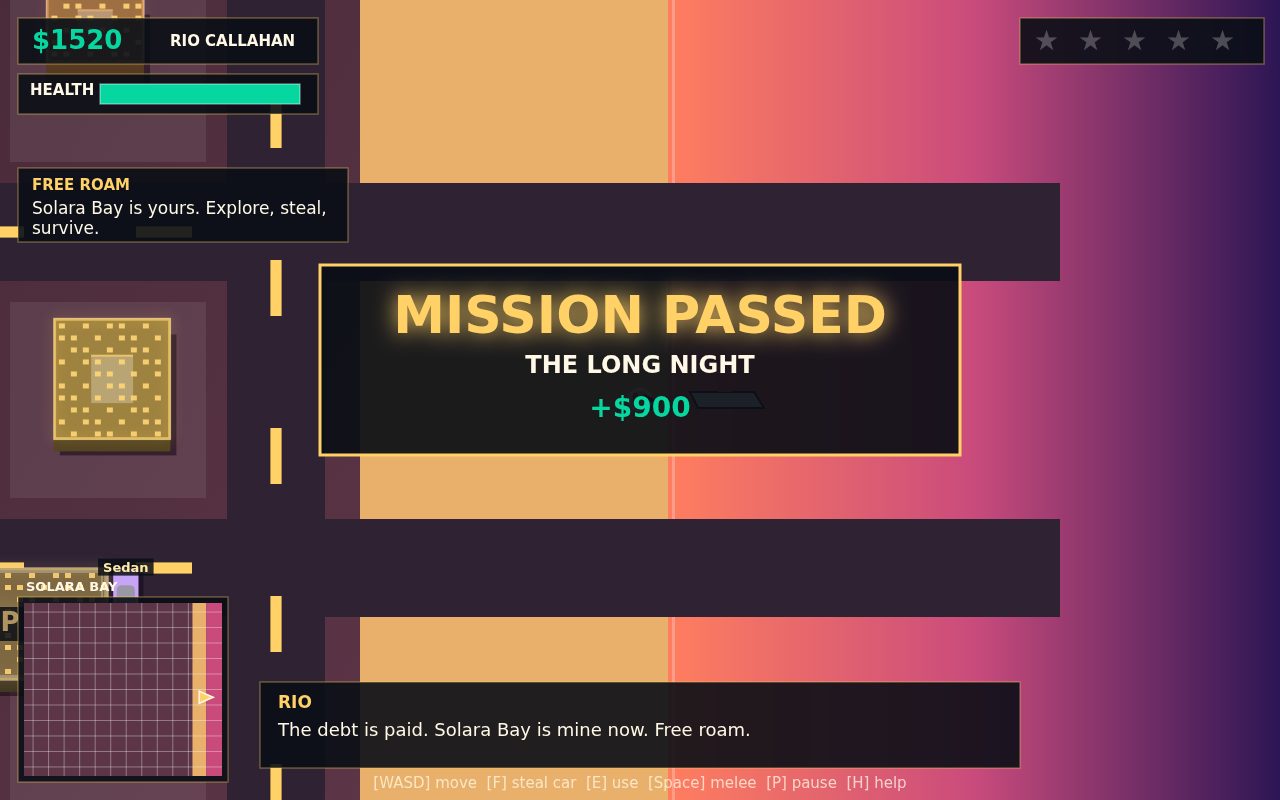 $1520 RIO CALLAHAN
★ ★ ★ ★ ★
HEALTH
FREE ROAM
Solara Bay is yours. Explore, steal,
survive.
MISSION PASSED
THE LONG NIGHT
+$900
Sedan
SOLARA BAY
P
RIO
The debt is paid. Solara Bay is mine now. Free roam.
[WASD] move [F] steal car [E] use [Space] melee [P] pause [H] help